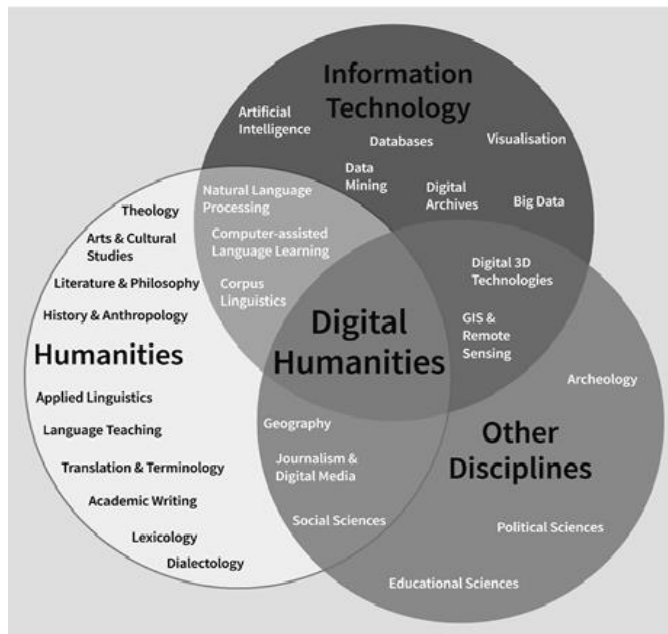 Information
Technology
Artificial
Intelligence
Databases
Visualisation
Data
Mining
Digital
Archives
Big Data
Natural Language
Processing
Computer-assisted
Language Learning
Corpus
Linguistics
Digital 3D
Technologies
GIS &
Remote
Sensing
Theology
Arts & Cultural
Studies
Literature & Philosophy
History & Anthropology
Humanities
Applied Linguistics
Language Teaching
Translation & Terminology
Academic Writing
Lexicology
Dialectology
Digital
Humanities
Geography
Journalism &
Digital Media
Social Sciences
Archeology
Other
Disciplines
Political Sciences
Educational Sciences